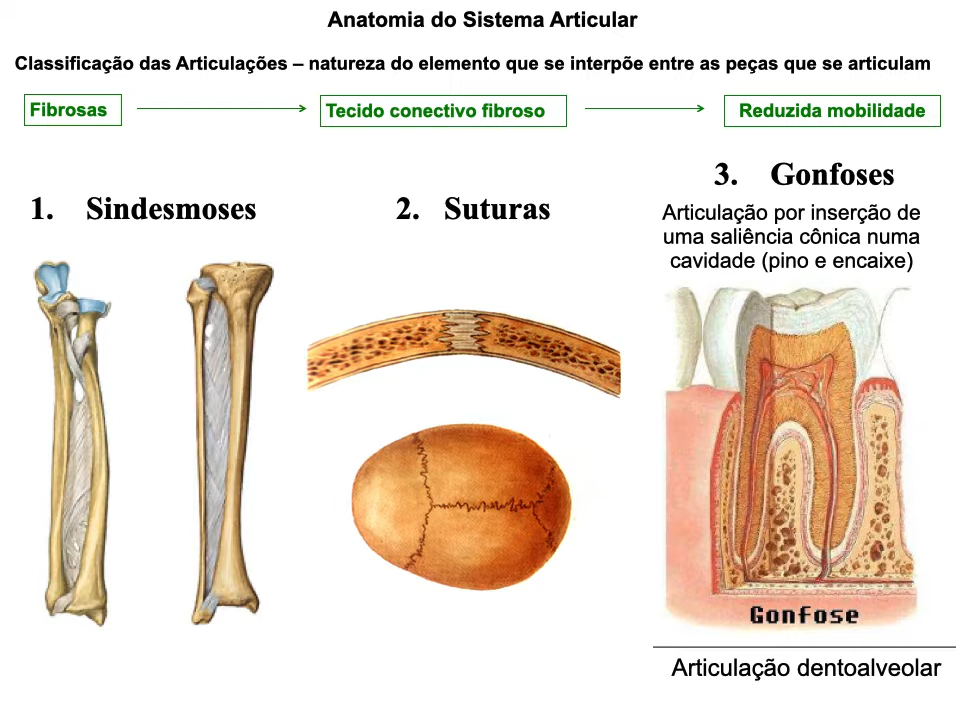 Anatomia do Sistema Articular
Classificação das Articulações – natureza do elemento que se interpõe entre as peças que se articulam
Fibrosas
Tecido conectivo fibroso
Reduzida mobilidade
1. Sindesmoses
2. Suturas
3. Gonfoses
Articulação por inserção de
uma saliência cônica numa
cavidade (pino e encaixe)
Gonfose
Articulação dentoalveolar